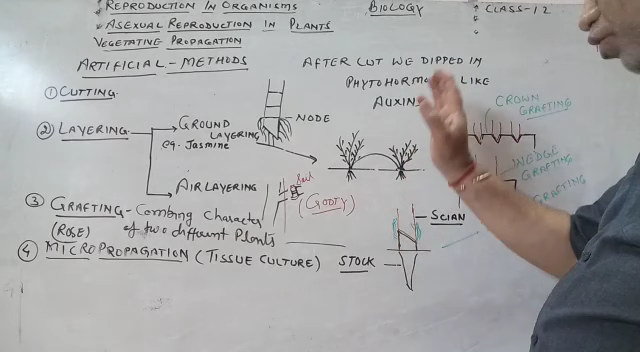 REPRODUCTION IN ORGANISMS
BIOLOGY
CLASS-12
ASEXUAL REPRODUCTION IN PLANTS
VEGETATIVE PROPAGATION
ARTIFICIAL - METHODS
AFTER CUT WE DIPPED IN
PHYTOHORMO LIKE
AUXIN
① CUTTING
NODE
CROWN
GRAFTING
② LAYERING
GROUND
LAYERING
eg. Jasmine
WEDGE
GRAFTING
GRAFTING
AIR LAYERING
Soil
(GOOTY)
③ GRAFTING - Combing Character
(ROSE) of two different Plants
SCIAN
④ MICROPROPAGATION (TISSUE CULTURE)
STOCK